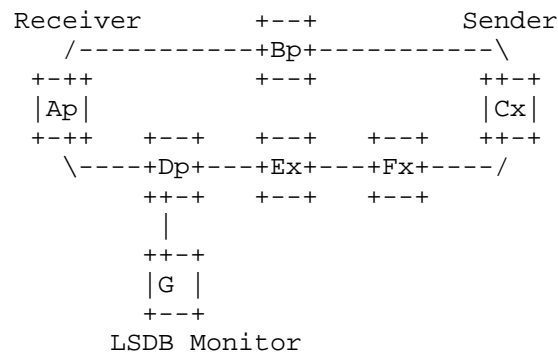 Receiver          +--+          Sender
    /-------------+Bp+------------\
  +-++            +--+           ++-+
  |Ap|                           |Cx|
  +-++   +--+    +--+    +--+    ++-+
    \----+Dp+----+Ex+----+Fx+----/
         ++-+    +--+    +--+
          |
         ++-+
         |G |
         +---+
       LSDB Monitor